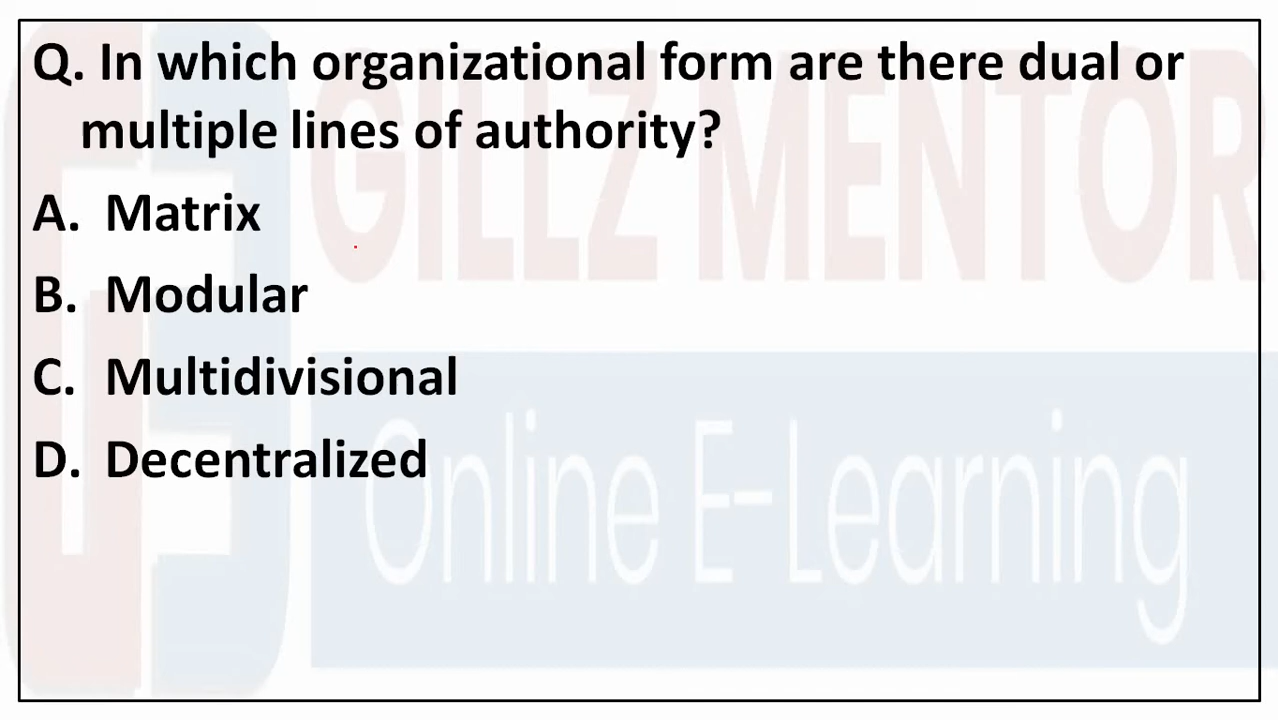 GILLZ MENTOR
Online E-Learning
Q. In which organizational form are there dual or
multiple lines of authority?
A. Matrix
B. Modular
C. Multidivisional
D. Decentralized